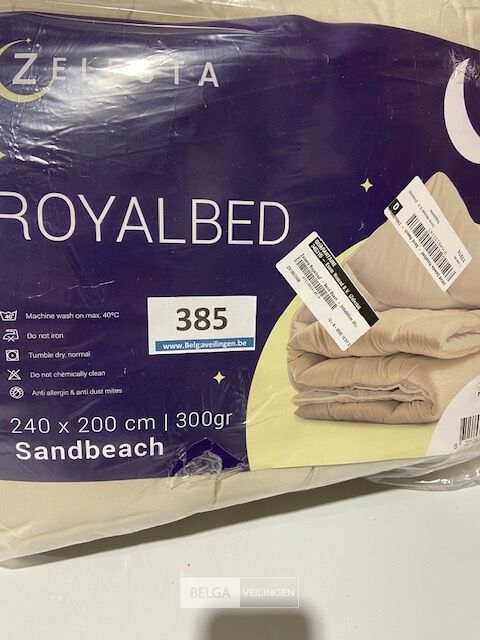 ZELESTA
ROYALBED
Machine wash on max. 40°C
Do not iron
Tumble dry, normal
Do not chemically clean
Anti allergic & anti dust mites
385
www.Belgaveilingen.be
240 x 200 cm | 300gr
Sandbeach
BELGA VEILINGEN